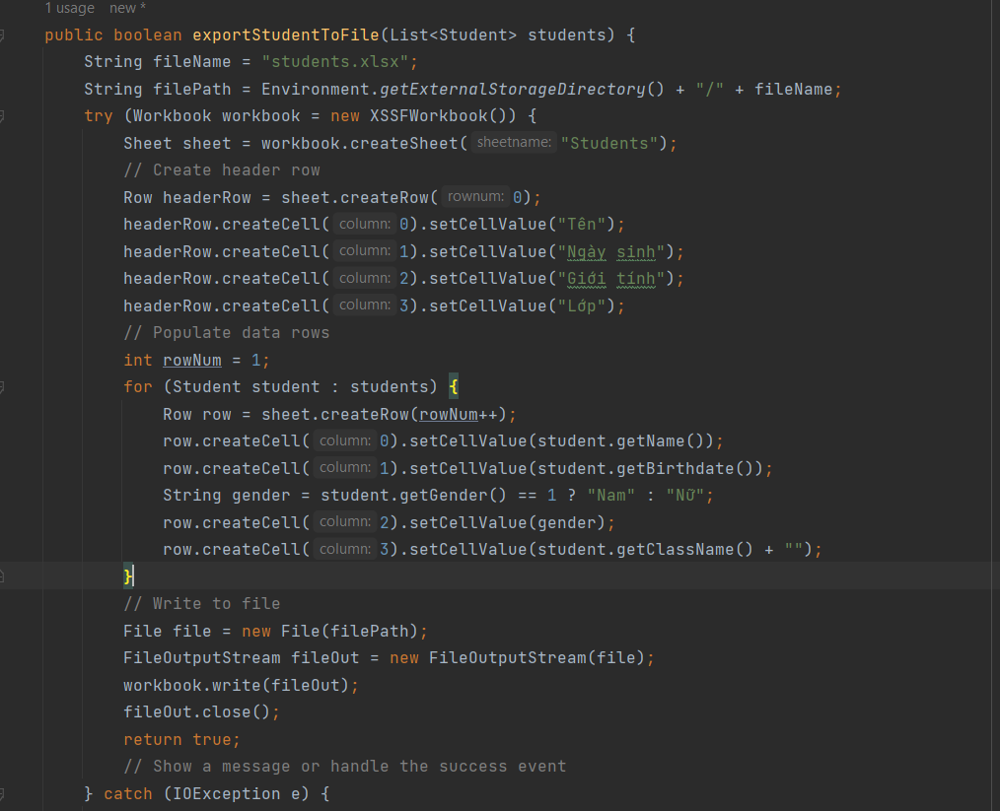 1 usage   new *
public boolean exportStudentToFile(List<Student> students) {
    String fileName = "students.xlsx";
    String filePath = Environment.getExternalStorageDirectory() + "/" + fileName;
    try (Workbook workbook = new XSSFWorkbook()) {
        Sheet sheet = workbook.createSheet( sheetname: "Students");
        // Create header row
        Row headerRow = sheet.createRow( rownum: 0);
        headerRow.createCell( column: 0).setCellValue("Tên");
        headerRow.createCell( column: 1).setCellValue("Ngày sinh");
        headerRow.createCell( column: 2).setCellValue("Giới tính");
        headerRow.createCell( column: 3).setCellValue("Lớp");
        // Populate data rows
        int rowNum = 1;
        for (Student student : students) {
            Row row = sheet.createRow(rowNum++);
            row.createCell( column: 0).setCellValue(student.getName());
            row.createCell( column: 1).setCellValue(student.getBirthdate());
            String gender = student.getGender() == 1 ? "Nam" : "Nữ";
            row.createCell( column: 2).setCellValue(gender);
            row.createCell( column: 3).setCellValue(student.getClassName() + "");
        }
        // Write to file
        File file = new File(filePath);
        FileOutputStream fileOut = new FileOutputStream(file);
        workbook.write(fileOut);
        fileOut.close();
        return true;
        // Show a message or handle the success event
    } catch (IOException e) {